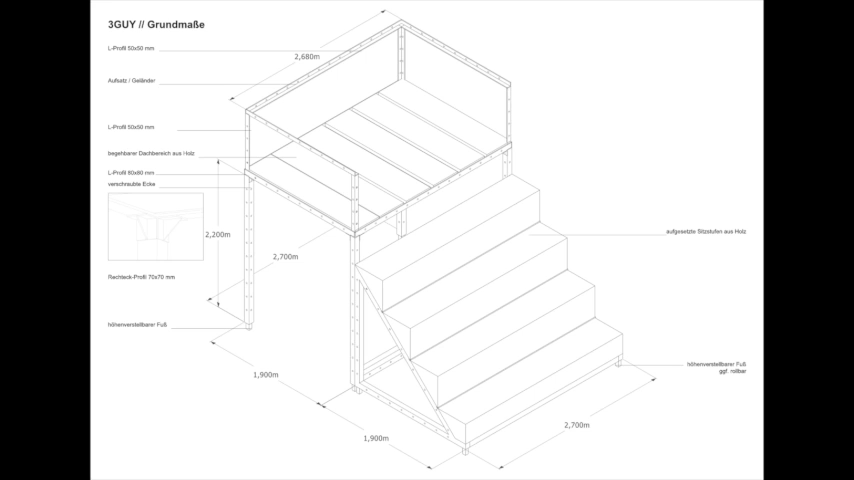 3GUY // Grundmaße
L-Profil 50x50 mm
2,680m
Aufsatz / Geländer
L-Profil 50x50 mm
begehbarer Dachbereich aus Holz
L-Profil 80x80 mm
verschraubte Ecke
2,200m
aufgesetzte Sitzstufen aus Holz
2,700m
Rechteck-Profil 70x70 mm
höhenverstellbarer Fuß
höhenverstellbarer Fuß
ggf. rollbar
1,900m
2,700m
1,900m